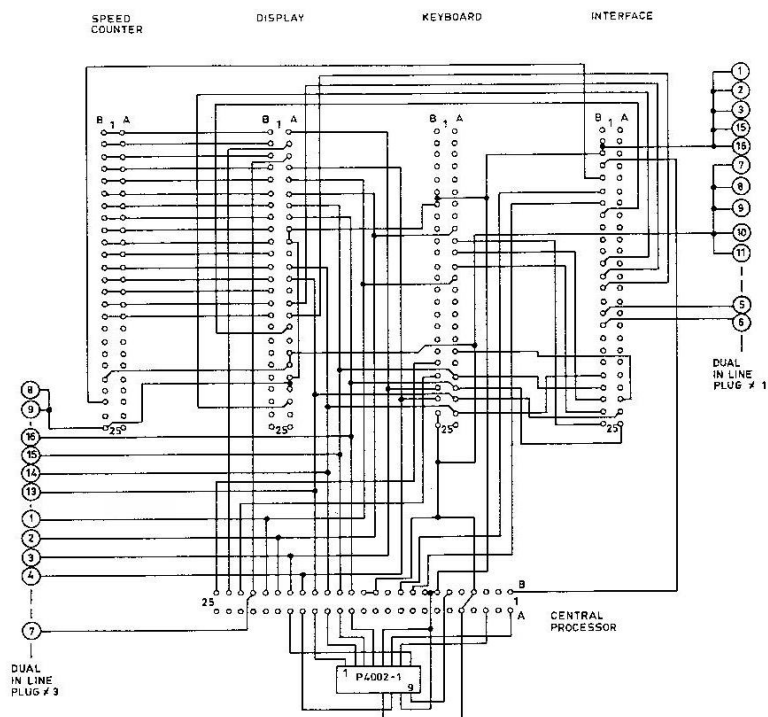 SPEED
COUNTER
DISPLAY
KEYBOARD
INTERFACE
B 1 A
B 1 A
B 1 A
B 1 A
25
25
25
25
1
2
3
15
16
7
8
9
10
11
5
6
DUAL
IN LINE
PLUG ≠ 1
8
9
16
15
14
13
1
2
3
4
7
DUAL
IN LINE
PLUG ≠ 3
25
B
1
A
CENTRAL
PROCESSOR
1 P4002-1
9